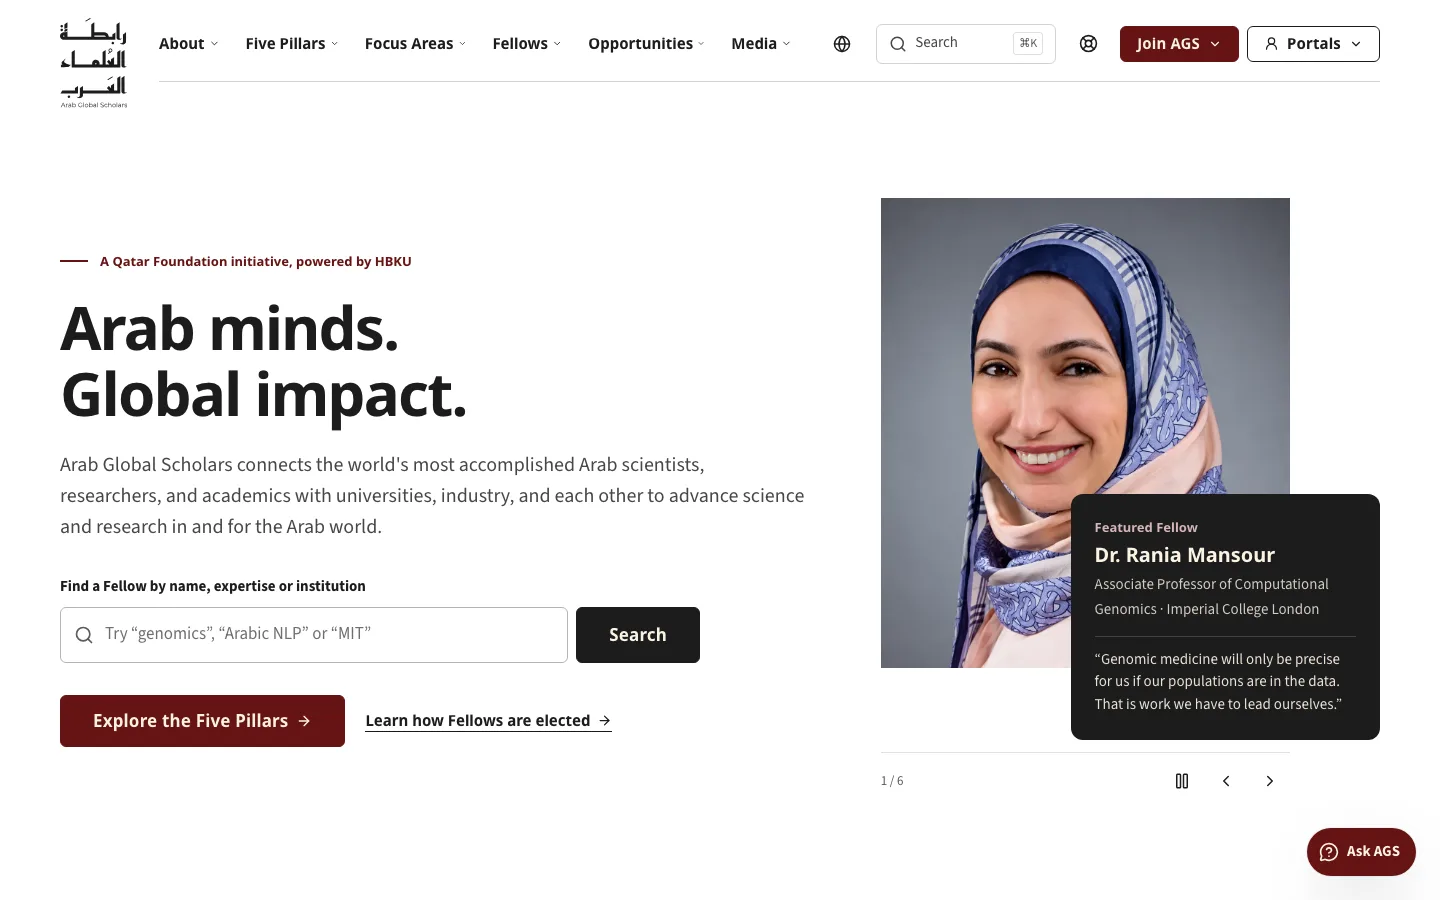 رابطة
العلماء
العرب
Arab Global Scholars
About
Five Pillars
Focus Areas
Fellows
Opportunities
Media
Search
⌘K
Join AGS
Portals
A Qatar Foundation initiative, powered by HBKU
Arab minds.
Global impact.
Arab Global Scholars connects the world's most accomplished Arab scientists,
researchers, and academics with universities, industry, and each other to advance science
and research in and for the Arab world.
Find a Fellow by name, expertise or institution
Try “genomics”, “Arabic NLP” or “MIT”
Search
Explore the Five Pillars →
Learn how Fellows are elected →
Featured Fellow
Dr. Rania Mansour
Associate Professor of Computational
Genomics · Imperial College London
“Genomic medicine will only be precise
for us if our populations are in the data.
That is work we have to lead ourselves.”
1 / 6
Ask AGS